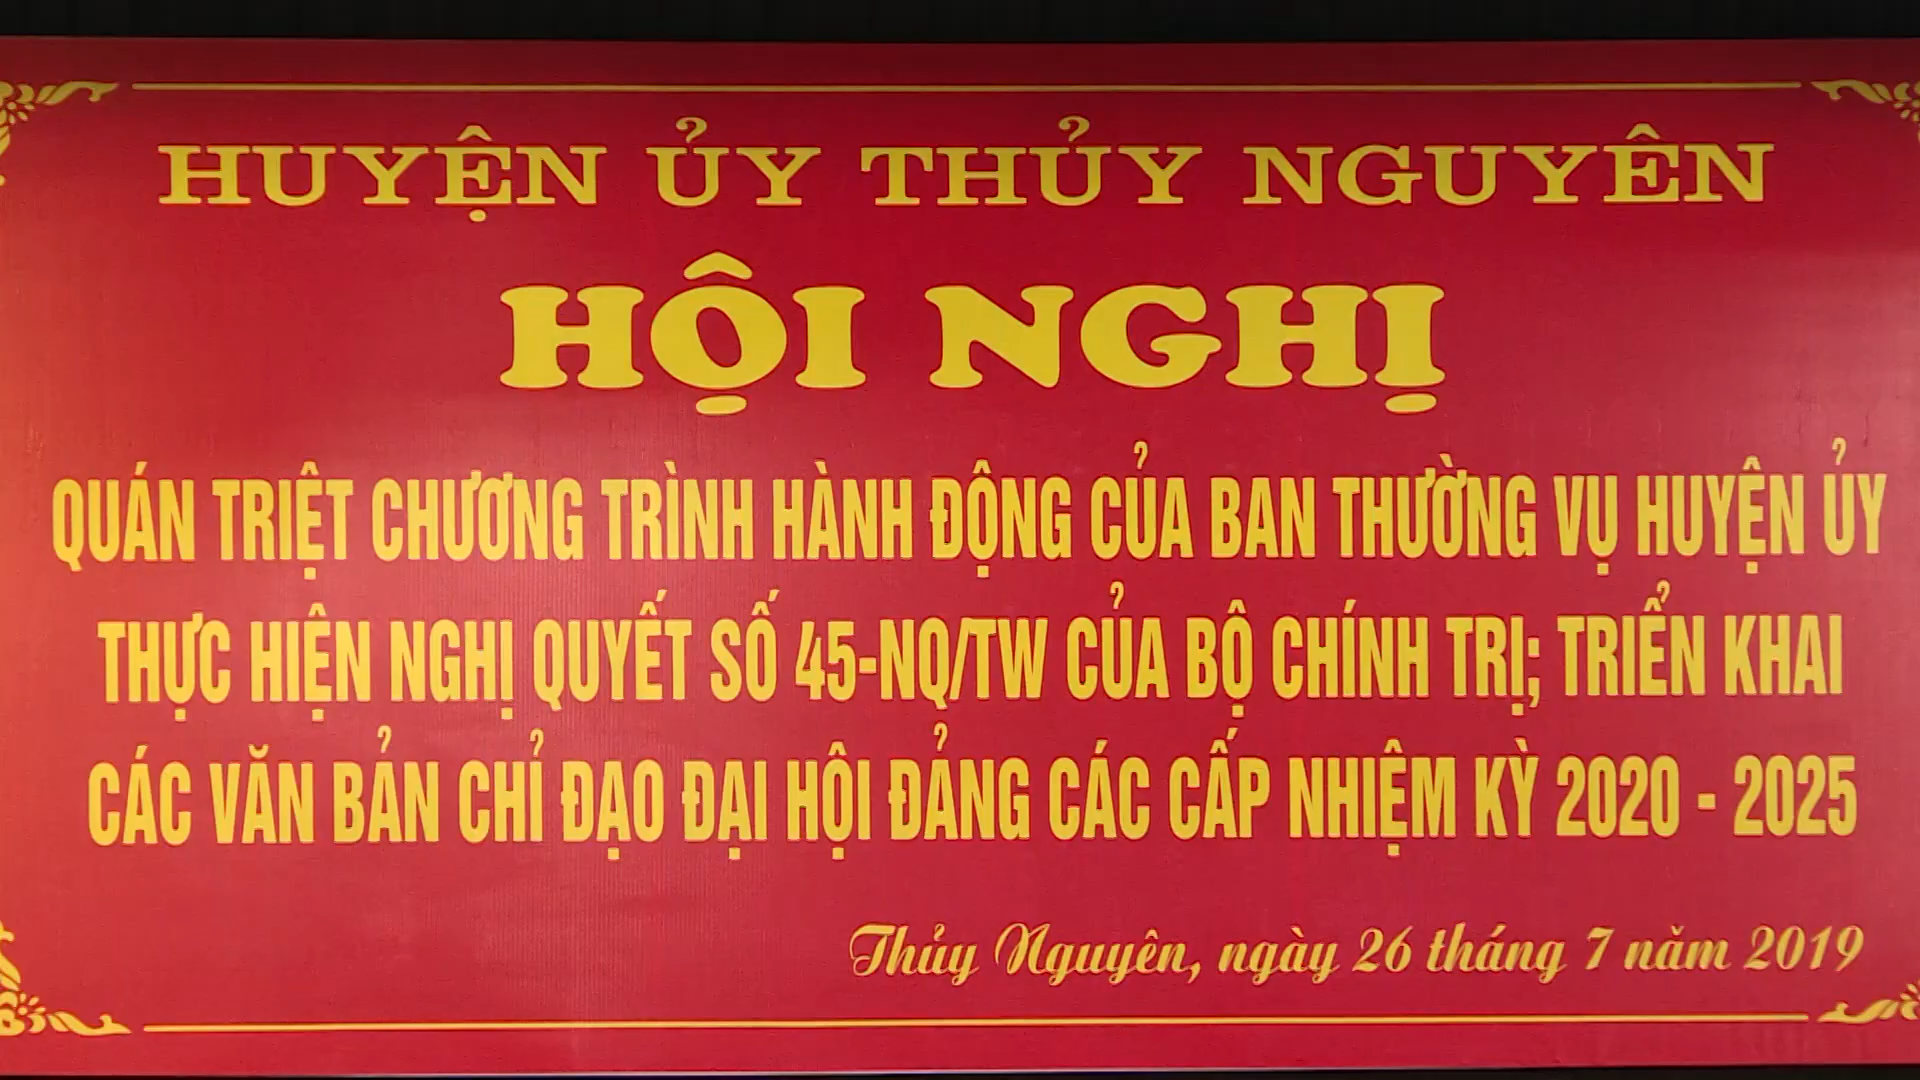 HUYỆN ỦY THỦY NGUYÊN
HỘI NGHỊ
QUÁN TRIỆT CHƯƠNG TRÌNH HÀNH ĐỘNG CỦA BAN THƯỜNG VỤ HUYỆN ỦY
THỰC HIỆN NGHỊ QUYẾT SỐ 45-NQ/TW CỦA BỘ CHÍNH TRỊ; TRIỂN KHAI
CÁC VĂN BẢN CHỈ ĐẠO ĐẠI HỘI ĐẢNG CÁC CẤP NHIỆM KỲ 2020 - 2025
Thủy Nguyên, ngày 26 tháng 7 năm 2019